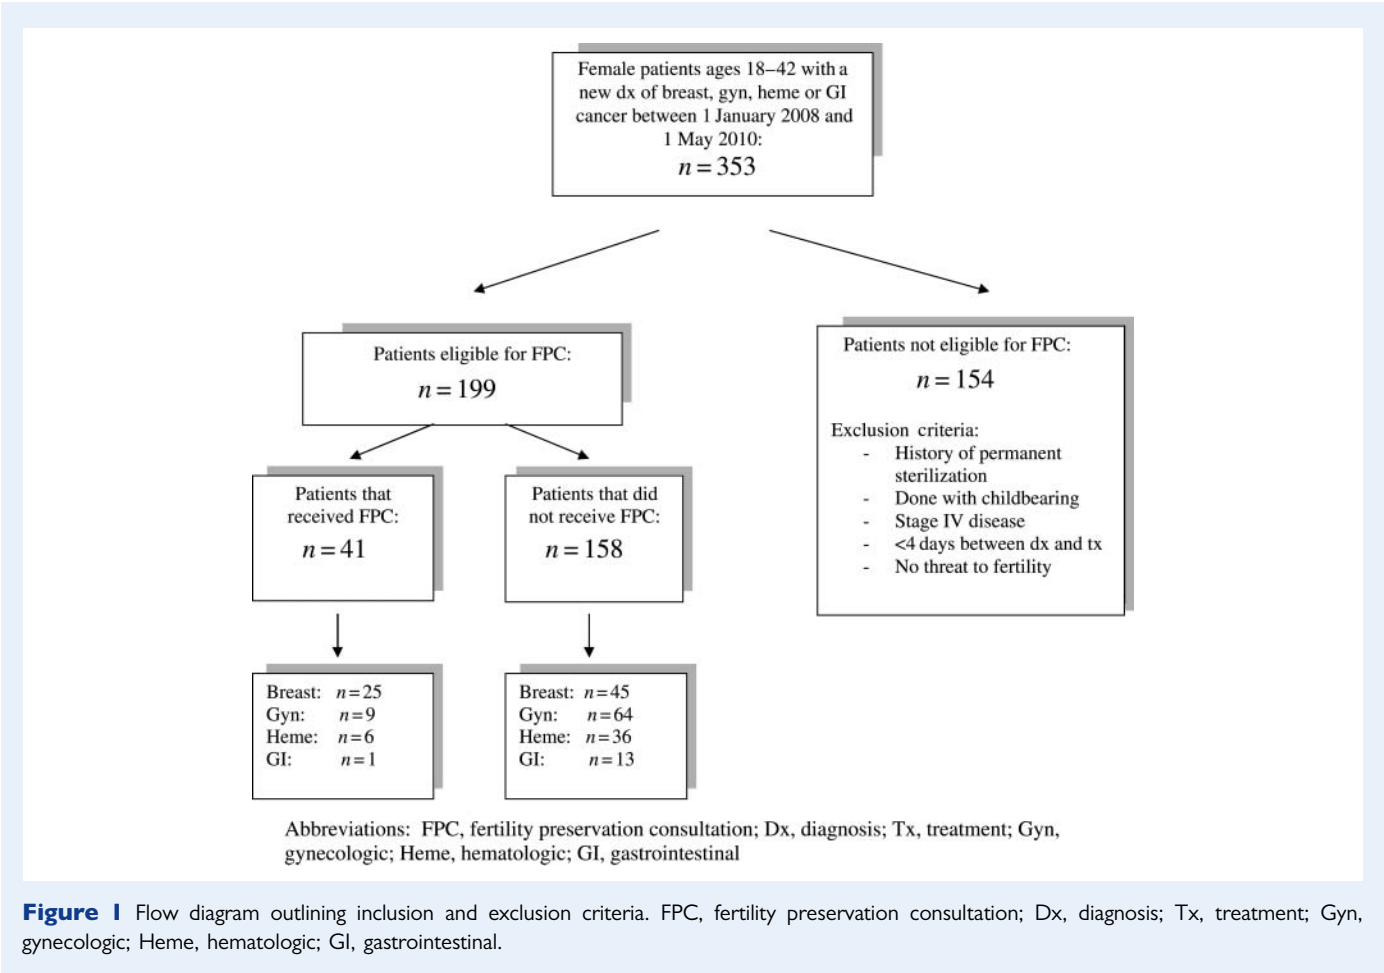 Female patients ages 18–42 with a
new dx of breast, gyn, heme or GI
cancer between 1 January 2008 and
1 May 2010:
n = 353
Patients eligible for FPC:
n = 199
Patients not eligible for FPC:
n = 154
Exclusion criteria:
- History of permanent
sterilization
- Done with childbearing
- Stage IV disease
- <4 days between dx and tx
- No threat to fertility
Patients that
received FPC:
n = 41
Patients that did
not receive FPC:
n = 158
Breast: n=25
Gyn: n=9
Heme: n=6
GI: n=1
Breast: n=45
Gyn: n=64
Heme: n=36
GI: n=13
Abbreviations: FPC, fertility preservation consultation; Dx, diagnosis; Tx, treatment; Gyn,
gynecologic; Heme, hematologic; GI, gastrointestinal
Figure 1 Flow diagram outlining inclusion and exclusion criteria. FPC, fertility preservation consultation; Dx, diagnosis; Tx, treatment; Gyn,
gynecologic; Heme, hematologic; GI, gastrointestinal.